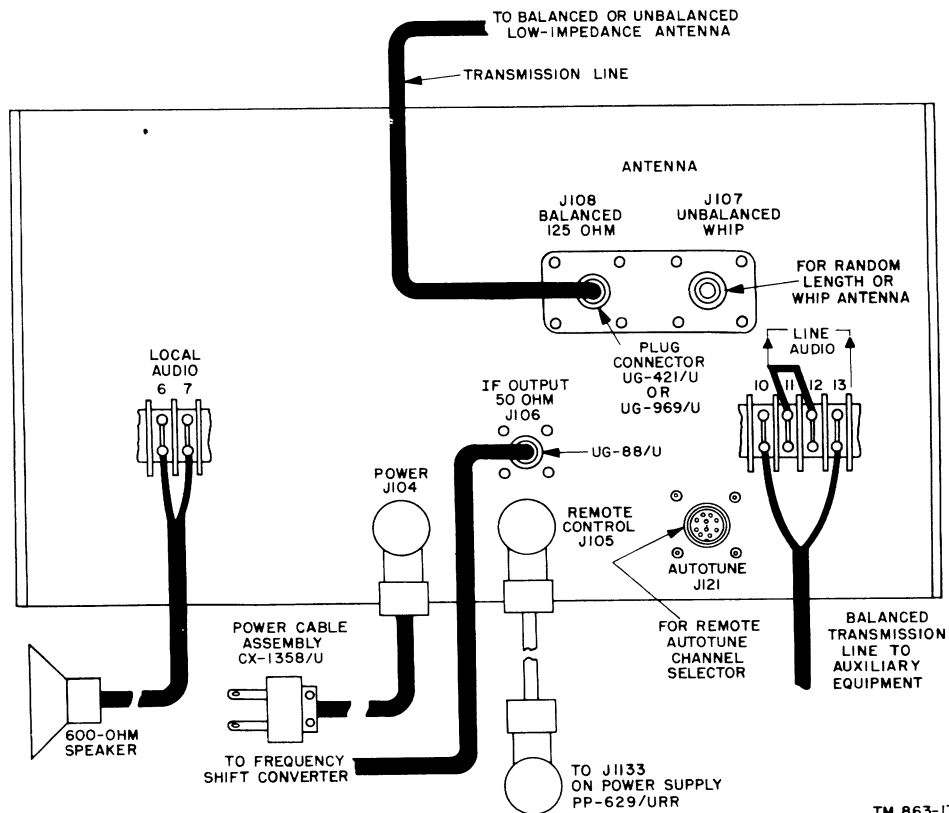 TO BALANCED OR UNBALANCED
LOW-IMPEDANCE ANTENNA
TRANSMISSION LINE
ANTENNA
J108
BALANCED
125 OHM
J107
UNBALANCED
WHIP
FOR RANDOM
LENGTH OR
WHIP ANTENNA
PLUG
CONNECTOR
UG-421/U
OR
UG-969/U
LINE
AUDIO
10 11 12 13
LOCAL
AUDIO
6 7
IF OUTPUT
50 OHM
J106
UG-88/U
POWER
J104
REMOTE
CONTROL
J105
AUTOTUNE
J121
FOR REMOTE
AUTOTUNE
CHANNEL
SELECTOR
BALANCED
TRANSMISSION
LINE TO
AUXILIARY
EQUIPMENT
POWER CABLE
ASSEMBLY
CX-1358/U
600-OHM
SPEAKER
TO FREQUENCY
SHIFT CONVERTER
TO J1133
ON POWER SUPPLY
PP-629/URR
TM 863-1